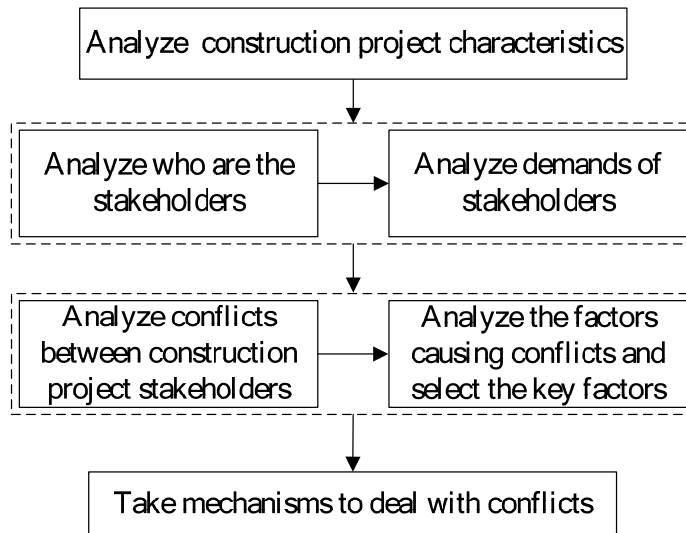 Analyze construction project characteristics
Analyze who are the
stakeholders
Analyze demands of
stakeholders
Analyze conflicts
between construction
project stakeholders
Analyze the factors
causing conflicts and
select the key factors
Take mechanisms to deal with conflicts